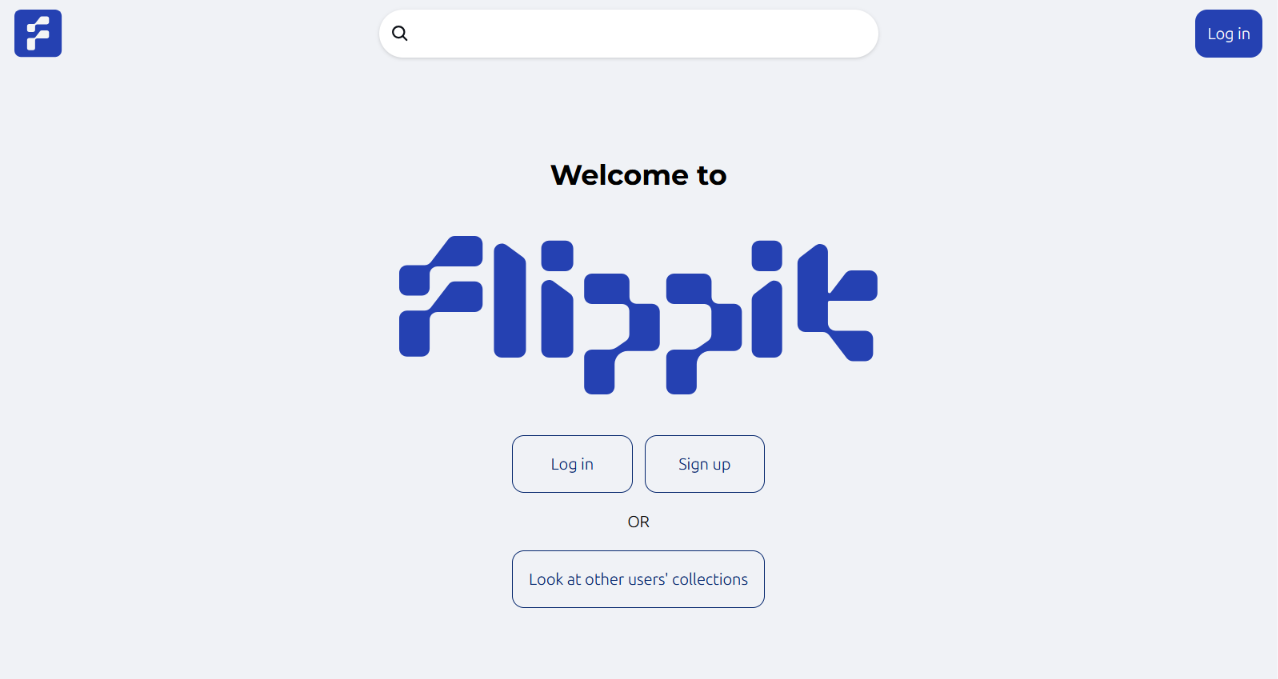 F
Log in
Welcome to
Flippit
Log in
Sign up
OR
Look at other users' collections